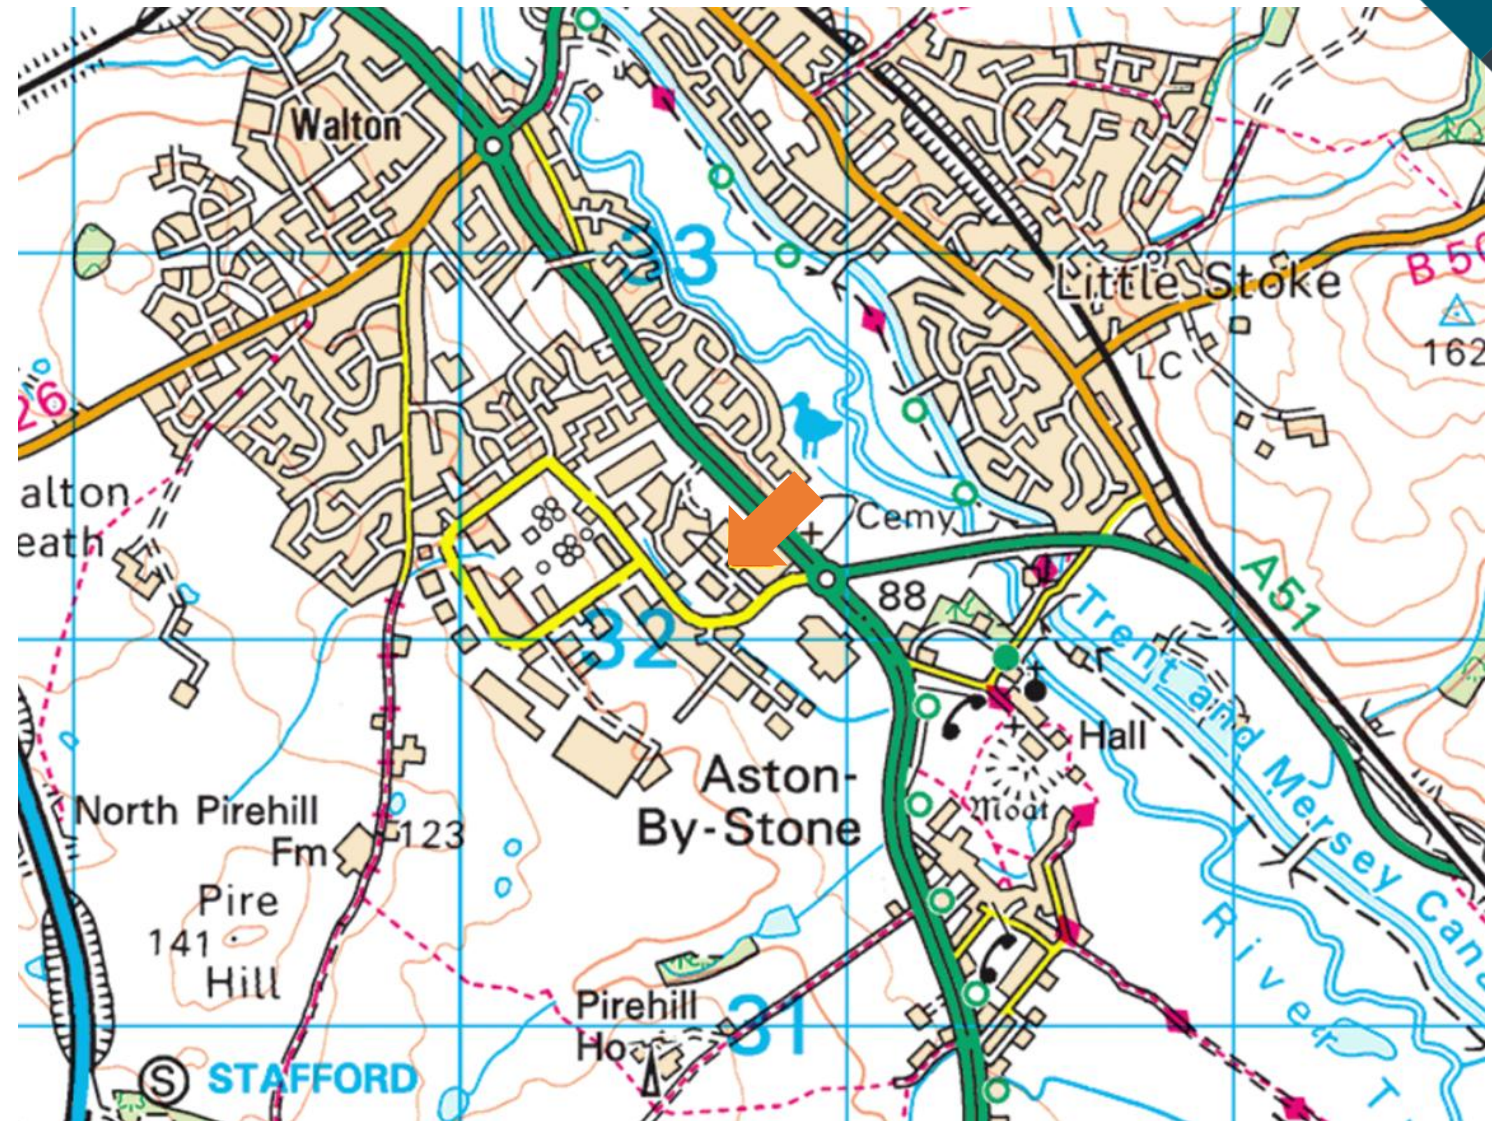 Walton
33
Little Stoke
B 50
162
LC
26
alton
eath
Cemy
88
A51
32
Trent and Mersey Cana
Hall
Aston-
By-Stone
Moat
North Pirehill
Fm
123
Pire
141
Hill
River T
Pirehill
Ho
31
S STAFFORD